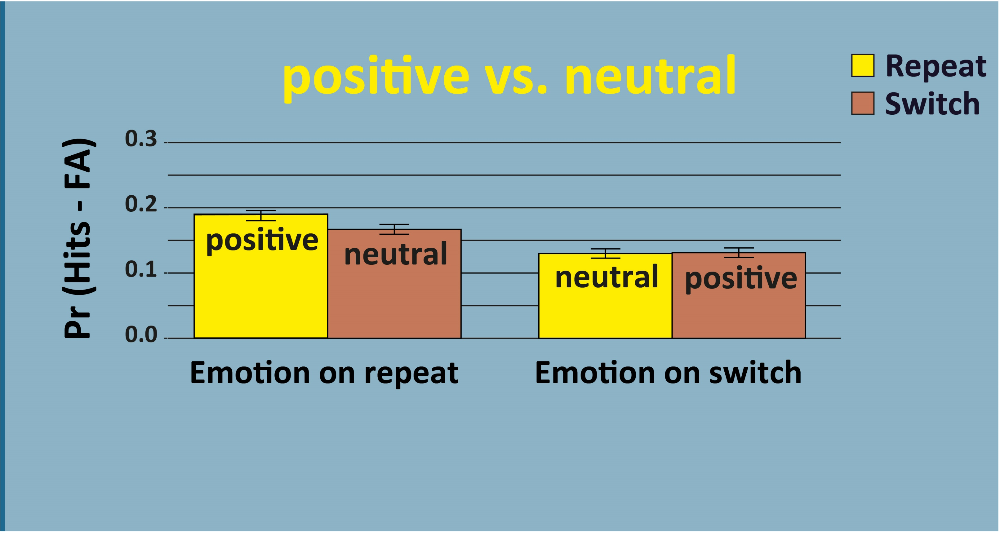 positive vs. neutral
Repeat
Switch
Pr (Hits - FA)
0.3
0.2
0.1
0.0
positive
neutral
neutral
positive
Emotion on repeat
Emotion on switch